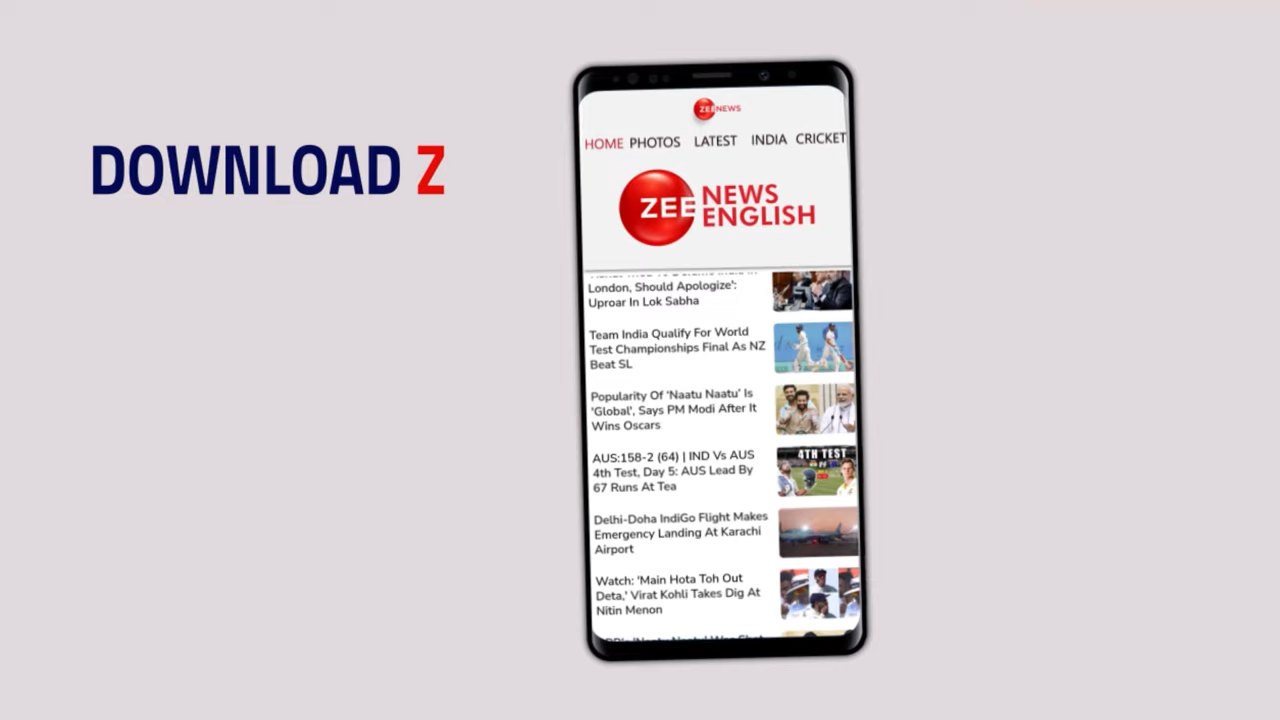 DOWNLOAD Z
ZEE NEWS
HOME PHOTOS LATEST INDIA CRICKET
ZEE NEWS
ENGLISH
London, Should Apologize':
Uproar In Lok Sabha
Team India Qualify For World
Test Championships Final As NZ
Beat SL
Popularity Of ‘Naatu Naatu’ Is
'Global', Says PM Modi After It
Wins Oscars
AUS:158-2 (64) | IND Vs AUS
4th Test, Day 5: AUS Lead By
67 Runs At Tea
4TH TEST
Delhi-Doha IndiGo Flight Makes
Emergency Landing At Karachi
Airport
Watch: 'Main Hota Toh Out
Deta,' Virat Kohli Takes Dig At
Nitin Menon